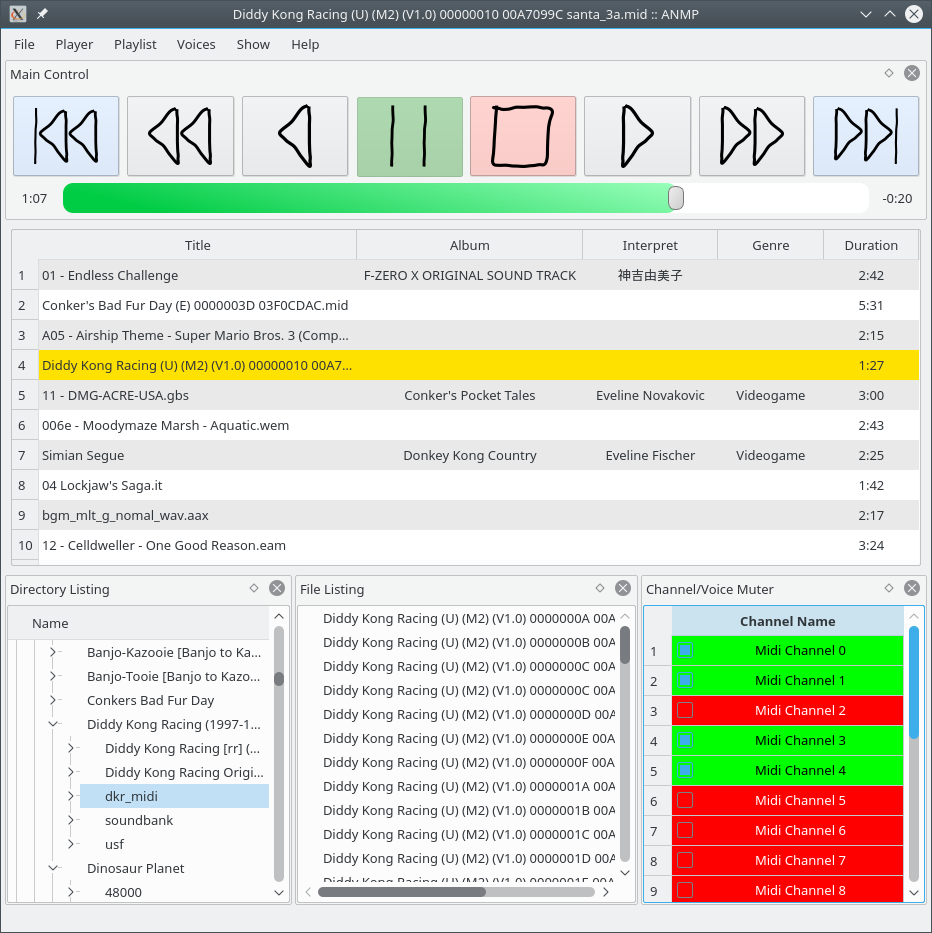 Diddy Kong Racing (U) (M2) (V1.0) 00000010 00A7099C santa_3a.mid :: ANMP
File Player Playlist Voices Show Help
Main Control
1:07 -0:20
Title Album Interpret Genre Duration
1 01 - Endless Challenge F-ZERO X ORIGINAL SOUND TRACK 神吉由美子 2:42
2 Conker's Bad Fur Day (E) 0000003D 03F0CDAC.mid 5:31
3 A05 - Airship Theme - Super Mario Bros. 3 (Comp... 2:15
4 Diddy Kong Racing (U) (M2) (V1.0) 00000010 00A7... 1:27
5 11 - DMG-ACRE-USA.gbs Conker's Pocket Tales Eveline Novakovic Videogame 3:00
6 006e - Moodymaze Marsh - Aquatic.wem 2:43
7 Simian Segue Donkey Kong Country Eveline Fischer Videogame 2:25
8 04 Lockjaw's Saga.it 1:42
9 bgm_mlt_g_nomal_wav.aax 2:17
10 12 - Celldweller - One Good Reason.eam 3:24
Directory Listing
Name
Banjo-Kazooie [Banjo to Ka...
Banjo-Tooie [Banjo to Kazo...
Conkers Bad Fur Day
Diddy Kong Racing (1997-1...
Diddy Kong Racing [rr] (...
Diddy Kong Racing Origi...
dkr_midi
soundbank
usf
Dinosaur Planet
48000
File Listing
Diddy Kong Racing (U) (M2) (V1.0) 0000000A 00A
Diddy Kong Racing (U) (M2) (V1.0) 0000000B 00A
Diddy Kong Racing (U) (M2) (V1.0) 0000000C 00A
Diddy Kong Racing (U) (M2) (V1.0) 0000000C 00A
Diddy Kong Racing (U) (M2) (V1.0) 0000000D 00A
Diddy Kong Racing (U) (M2) (V1.0) 0000000E 00A
Diddy Kong Racing (U) (M2) (V1.0) 0000000F 00A
Diddy Kong Racing (U) (M2) (V1.0) 0000001A 00A
Diddy Kong Racing (U) (M2) (V1.0) 0000001B 00A
Diddy Kong Racing (U) (M2) (V1.0) 0000001C 00A
Diddy Kong Racing (U) (M2) (V1.0) 0000001D 00A
Diddy Kong Racing (U) (M2) (V1.0)
Channel/Voice Muter
Channel Name
1 Midi Channel 0
2 Midi Channel 1
3 Midi Channel 2
4 Midi Channel 3
5 Midi Channel 4
6 Midi Channel 5
7 Midi Channel 6
8 Midi Channel 7
9 Midi Channel 8